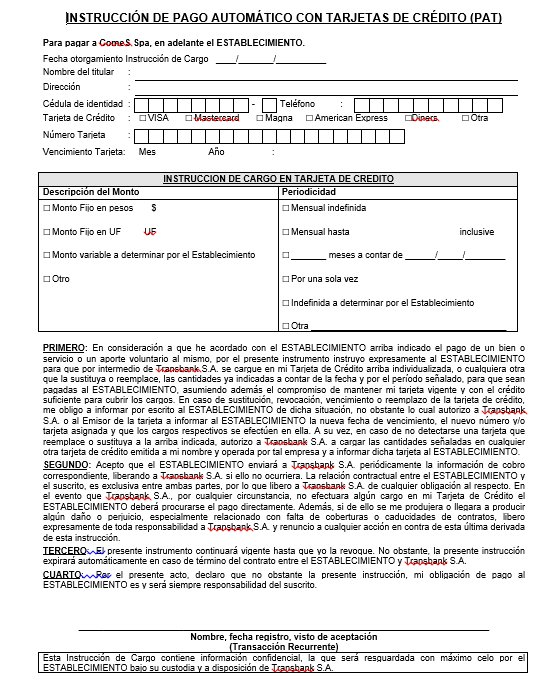 INSTRUCCIÓN DE PAGO AUTOMÁTICO CON TARJETAS DE CRÉDITO (PAT)
Para pagar a ComeS Spa, en adelante el ESTABLECIMIENTO.
Fecha otorgamiento Instrucción de Cargo ____/_______/__________
Nombre del titular :
Dirección :
Cédula de identidad : - Teléfono :
Tarjeta de Crédito : ☐ VISA ☐ Mastercard ☐ Magna ☐ American Express ☐ Diners ☐ Otra
Número Tarjeta :
Vencimiento Tarjeta: Mes Año :
INSTRUCCION DE CARGO EN TARJETA DE CREDITO
Descripción del Monto Periodicidad
☐ Monto Fijo en pesos $ ☐ Mensual indefinida
☐ Monto Fijo en UF UF ☐ Mensual hasta inclusive
☐ Monto variable a determinar por el Establecimiento ☐ _______ meses a contar de ______/_____/________
☐ Otro ☐ Por una sola vez
☐ Indefinida a determinar por el Establecimiento
☐ Otra
PRIMERO: En consideración a que he acordado con el ESTABLECIMIENTO arriba indicado el pago de un bien o
servicio o un aporte voluntario al mismo, por el presente instrumento instruyo expresamente al ESTABLECIMIENTO
para que por intermedio de Transbank S.A. se cargue en mi Tarjeta de Crédito arriba individualizada, o cualquiera otra
que la sustituya o reemplace, las cantidades ya indicadas a contar de la fecha y por el período señalado, para que sean
pagadas al ESTABLECIMIENTO, asumiendo además el compromiso de mantener mi tarjeta vigente y con el crédito
suficiente para cubrir los cargos. En caso de sustitución, revocación, vencimiento o reemplazo de la tarjeta de crédito,
me obligo a informar por escrito al ESTABLECIMIENTO de dicha situación, no obstante lo cual autorizo a Transbank
S.A. o al Emisor de la tarjeta a informar al ESTABLECIMIENTO la nueva fecha de vencimiento, el nuevo número y/o
tarjeta asignada y que los cargos respectivos se efectúen en ella. A su vez, en caso de no detectarse una tarjeta que
reemplace o sustituya a la arriba indicada, autorizo a Transbank S.A. a cargar las cantidades señaladas en cualquier
otra tarjeta de crédito emitida a mi nombre y operada por tal empresa y a informar dicha tarjeta al ESTABLECIMIENTO.
SEGUNDO: Acepto que el ESTABLECIMIENTO enviará a Transbank S.A. periódicamente la información de cobro
correspondiente, liberando a Transbank S.A. si ello no ocurriera. La relación contractual entre el ESTABLECIMIENTO y
el suscrito, es exclusiva entre ambas partes, por lo que libero a Transbank S.A. de cualquier obligación al respecto. En
el evento que Transbank S.A., por cualquier circunstancia, no efectuara algún cargo en mi Tarjeta de Crédito el
ESTABLECIMIENTO deberá procurarse el pago directamente. Además, si de ello se me produjera o llegara a producir
algún daño o perjuicio, especialmente relacionado con falta de coberturas o caducidades de contratos, libero
expresamente de toda responsabilidad a Transbank S.A. y renuncio a cualquier acción en contra de esta última derivada
de esta instrucción.
TERCERO: El presente instrumento continuará vigente hasta que yo la revoque. No obstante, la presente instrucción
expirará automáticamente en caso de término del contrato entre el ESTABLECIMIENTO y Transbank S.A.
CUARTO: Por el presente acto, declaro que no obstante la presente instrucción, mi obligación de pago al
ESTABLECIMIENTO es y será siempre responsabilidad del suscrito.
Nombre, fecha registro, visto de aceptación
(Transacción Recurrente)
Esta Instrucción de Cargo contiene información confidencial, la que será resguardada con máximo celo por el
ESTABLECIMIENTO bajo su custodia y a disposición de Transbank S.A.